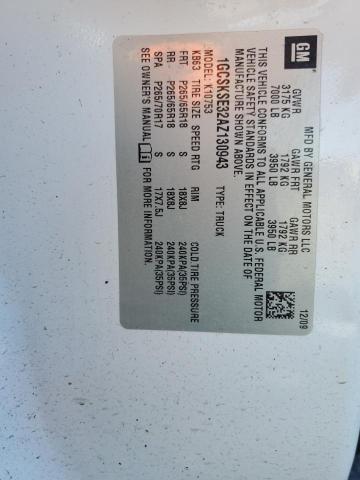 GM
MFD BY GENERAL MOTORS LLC
12/09
GVWR GAWR FRT GAWR RR
3175 KG 1792 KG 1792 KG
7000 LB 3950 LB 3950 LB
THIS VEHICLE CONFORMS TO ALL APPLICABLE U.S. FEDERAL MOTOR
VEHICLE SAFETY STANDARDS IN EFFECT ON THE DATE OF
MANUFACTURE SHOWN ABOVE.
1GCSKSE32AZ130043
TYPE: TRUCK
MODEL: K10753
KB63 TIRE SIZE SPEED RTG RIM COLD TIRE PRESSURE
FRT P265/65R18 S 18X8J 240KPA(35PSI)
RR P265/65R18 S 18X8J 240KPA(35PSI)
SPA P265/70R17 S 17X7.5J 240KPA(35PSI)
SEE OWNER'S MANUAL FOR MORE INFORMATION.